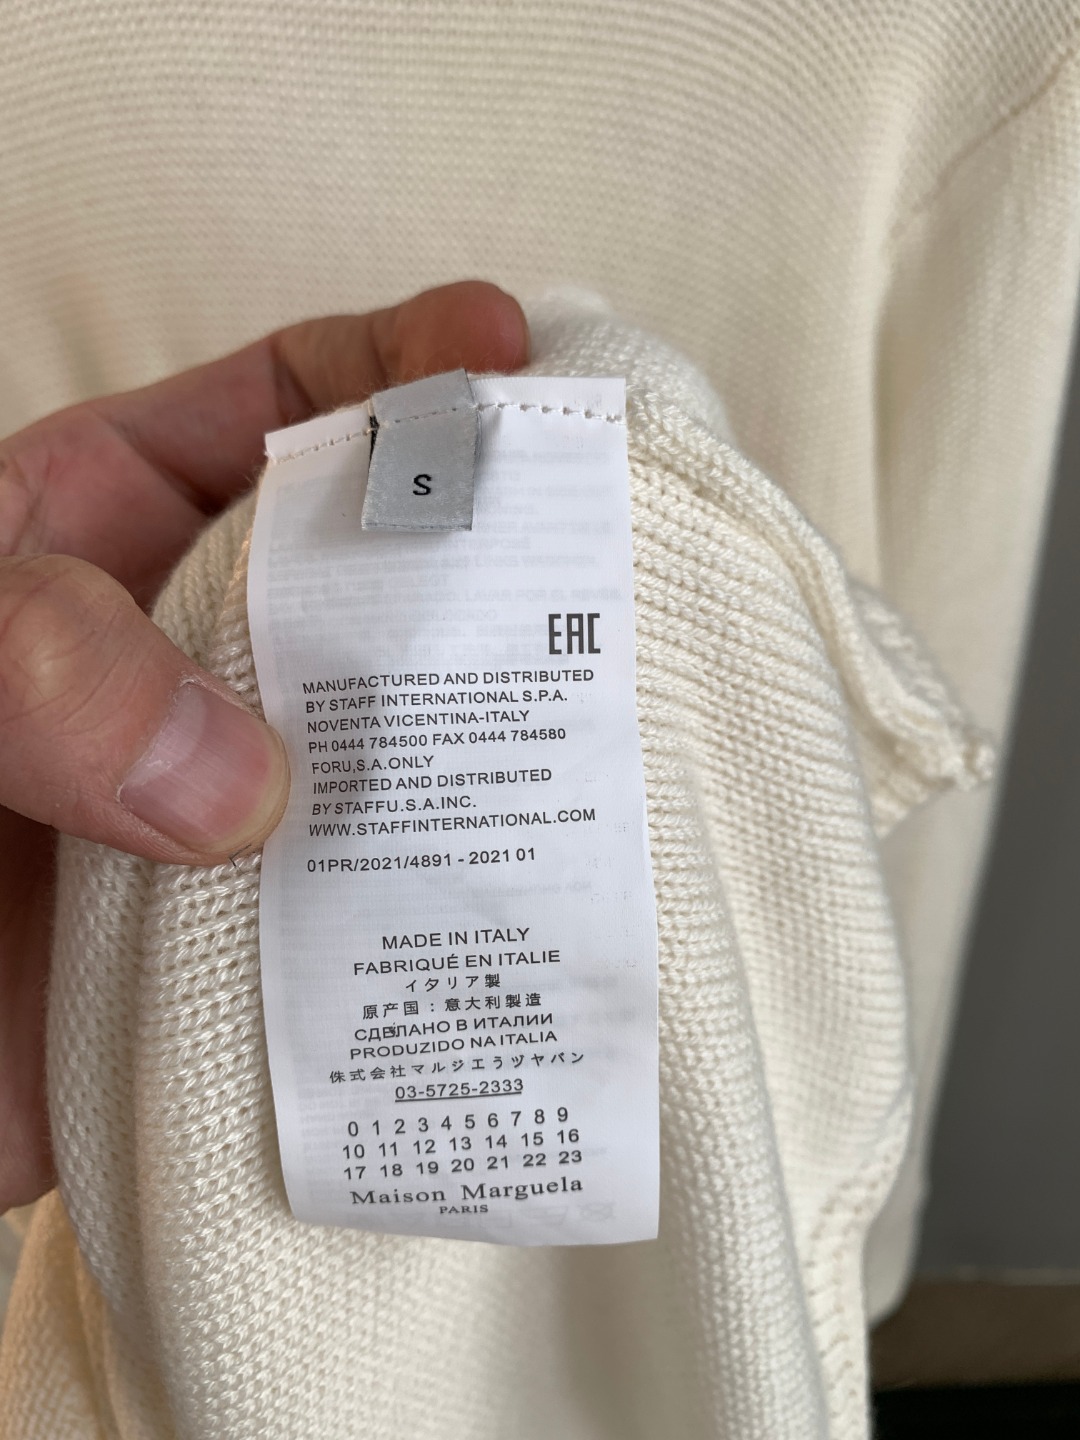 S
EAC
MANUFACTURED AND DISTRIBUTED
BY STAFF INTERNATIONAL S.P.A.
NOVENTA VICENTINA-ITALY
PH 0444 784500 FAX 0444 784580
FORU,S.A.ONLY
IMPORTED AND DISTRIBUTED
BY STAFFU.S.A.INC.
WWW.STAFFINTERNATIONAL.COM
01PR/2021/4891 - 2021 01
MADE IN ITALY
FABRIQUÉ EN ITALIE
イタリア製
原产国：意大利製造
СДЕЛАНО В ИТАЛИИ
PRODUZIDO NA ITALIA
侏式会社マルジエうヅヤバン
03-5725-2333
0 1 2 3 4 5 6 7 8 9
10 11 12 13 14 15 16
17 18 19 20 21 22 23
Maison Marguela
PARIS